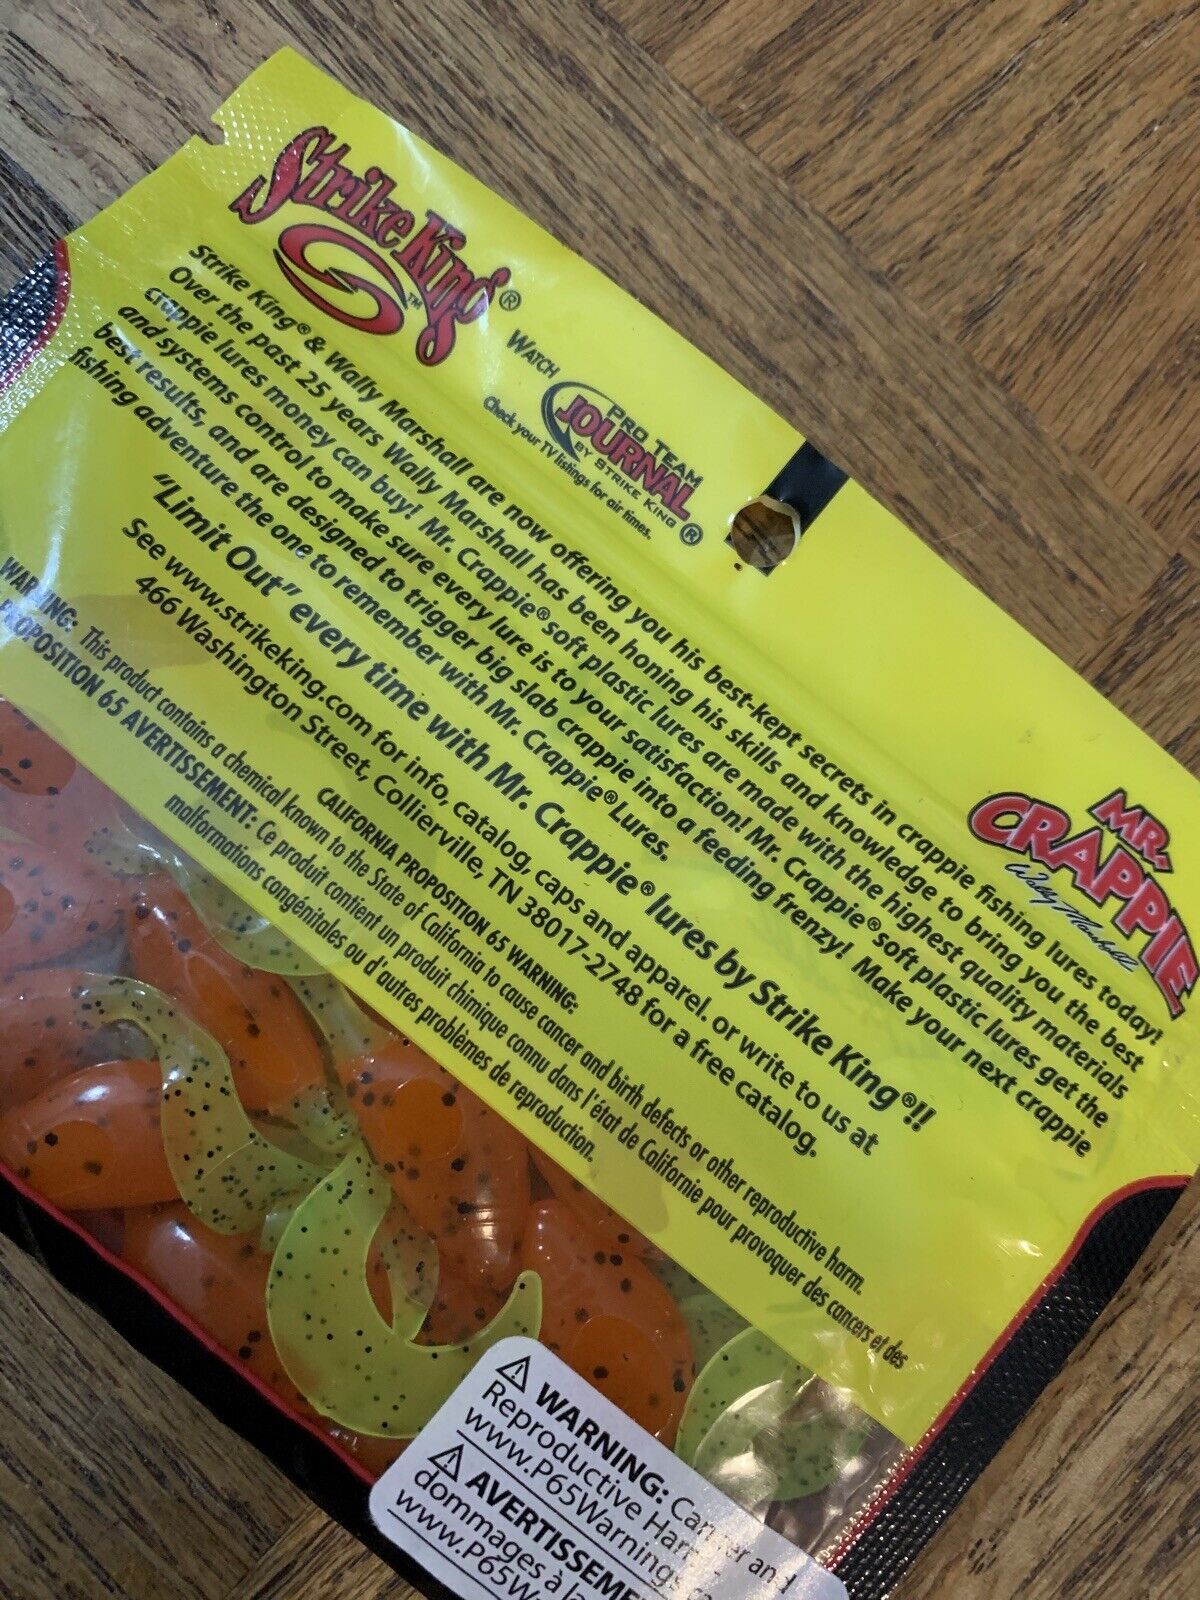 Strike King®
™
WATCH
PRO TEAM
JOURNAL
BY STRIKE KING®
Check your TV listings for air times.
MR.
CRAPPIE
Wally Marshall
Strike King® & Wally Marshall are now offering you his best-kept secrets in crappie fishing lures today!
Over the past 25 years Wally Marshall has been honing his skills and knowledge to bring you the best
crappie lures money can buy! Mr. Crappie® soft plastic lures are made with the highest quality materials
and systems control to make sure every lure is to your satisfaction! Mr. Crappie® soft plastic lures get the
best results, and are designed to trigger big slab crappie into a feeding frenzy! Make your next crappie
fishing adventure the one to remember with Mr. Crappie® Lures.
"Limit Out" every time with Mr. Crappie® lures by Strike King®!!
See www.strikeking.com for info, catalog, caps and apparel. or write to us at
466 Washington Street, Collierville, TN 38017-2748 for a free catalog.
CALIFORNIA PROPOSITION 65 WARNING:
WARNING: This product contains a chemical known to the State of California to cause cancer and birth defects or other reproductive harm.
PROPOSITION 65 AVERTISSEMENT: Ce produit contient un produit chimique connu dans l'état de Californie pour provoquer des cancers et des
malformations congénitales ou d'autres problèmes de reproduction.
⚠ WARNING: Cancer and
Reproductive Harm
www.P65Warnings
⚠ AVERTISSEME
dommages à la
www.P65W